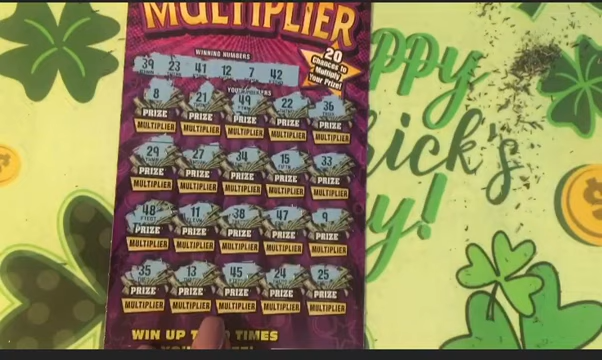 MULTIPLIER
20
Chances to
Multiply
Your Prize!
WINNING NUMBERS
39 23 41 12 7 42
YOUR NUMBERS
8 21 49 22 36
PRIZE PRIZE PRIZE PRIZE PRIZE
MULTIPLIER MULTIPLIER MULTIPLIER MULTIPLIER MULTIPLIER
29 27 34 15 33
PRIZE PRIZE PRIZE PRIZE PRIZE
MULTIPLIER MULTIPLIER MULTIPLIER MULTIPLIER MULTIPLIER
48 11 38 47 9
PRIZE PRIZE PRIZE PRIZE PRIZE
MULTIPLIER MULTIPLIER MULTIPLIER MULTIPLIER MULTIPLIER
35 13 45 24 25
PRIZE PRIZE PRIZE PRIZE PRIZE
MULTIPLIER MULTIPLIER MULTIPLIER MULTIPLIER MULTIPLIER
WIN UP TIMES
ppy
rick's
y!